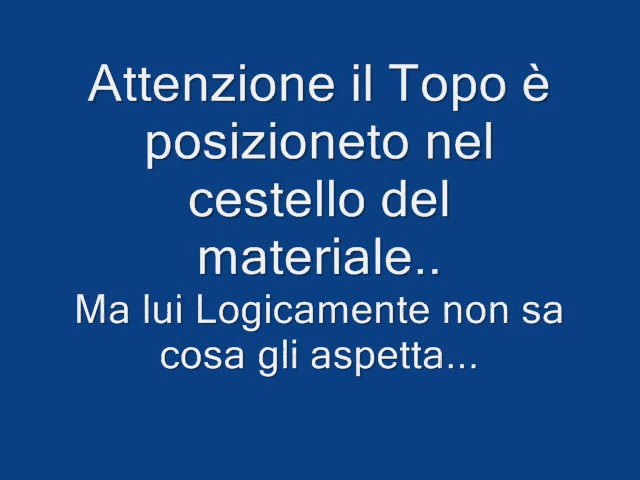 Attenzione il Topo è
posizioneto nel
cestello del
materiale..
Ma lui Logicamente non sa
cosa gli aspetta...